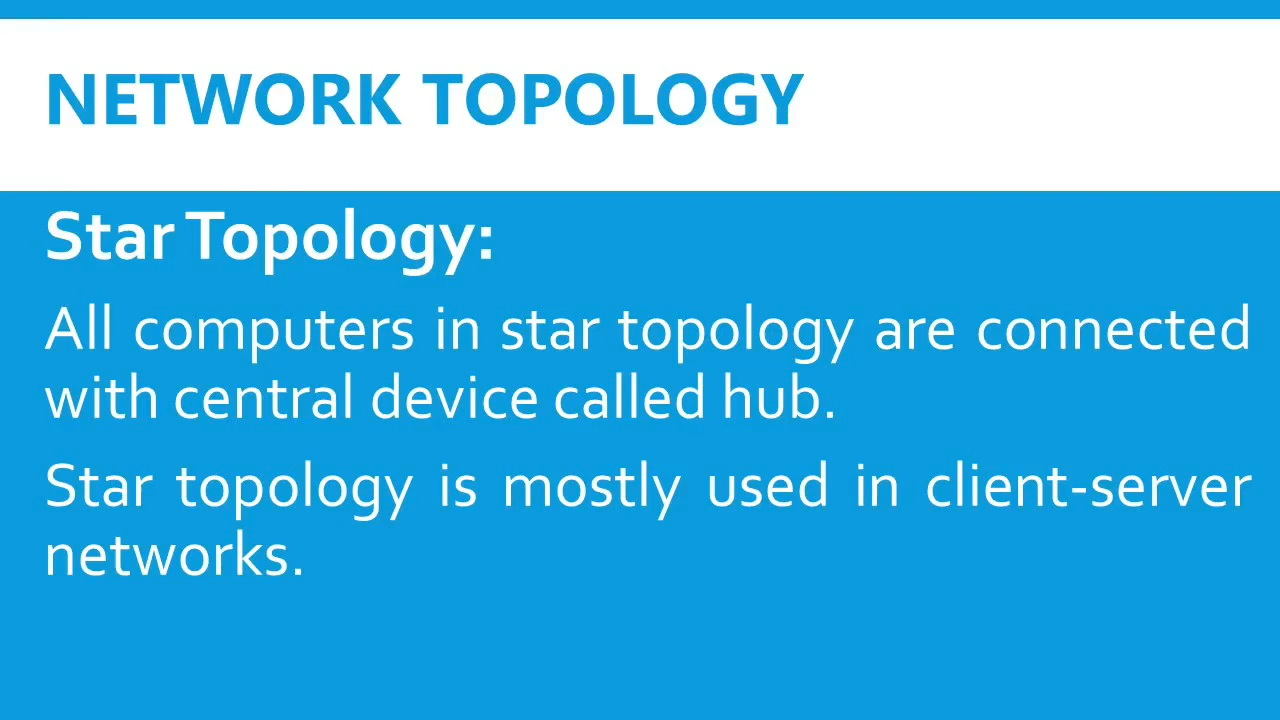 NETWORK TOPOLOGY
Star Topology:
All computers in star topology are connected
with central device called hub.
Star topology is mostly used in client-server
networks.